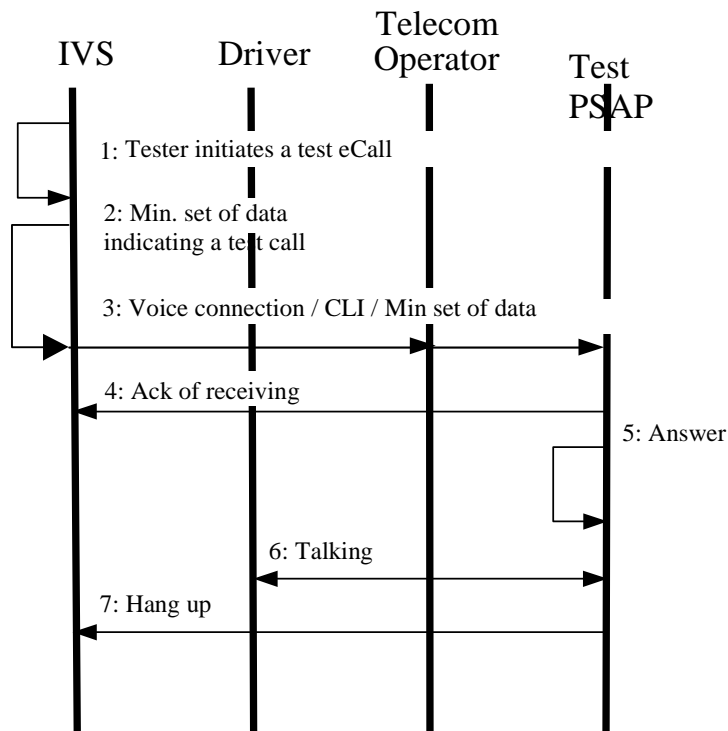 IVS
Driver
Telecom
Operator
Test
PSAP
1: Tester initiates a test eCall
2: Min. set of data
indicating a test call
3: Voice connection / CLI / Min set of data
4: Ack of receiving
5: Answer
6: Talking
7: Hang up